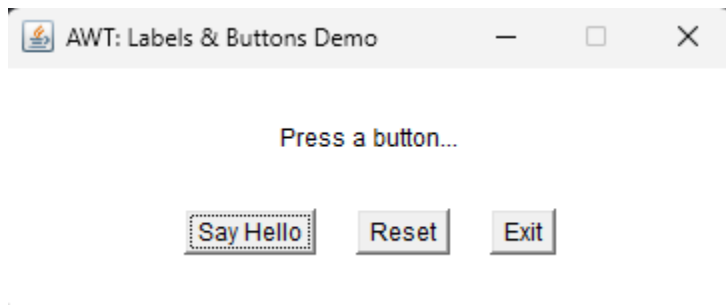 AWT: Labels & Buttons Demo
Press a button...
Say Hello Reset Exit